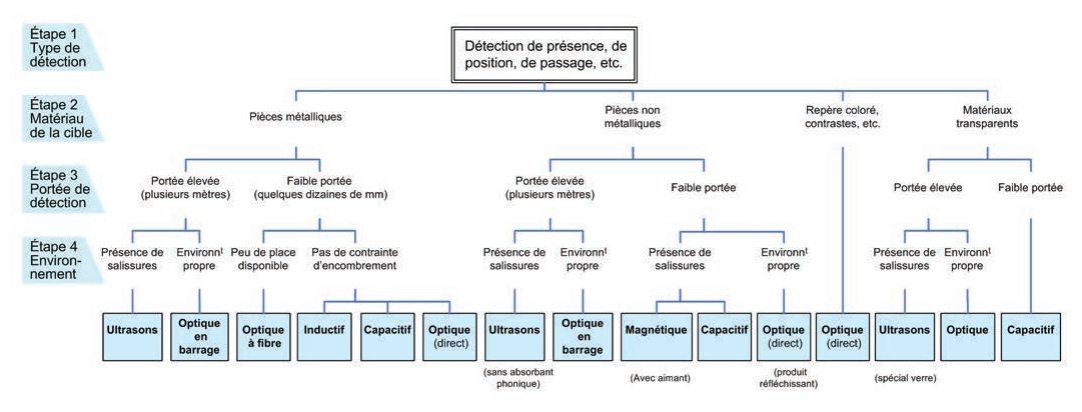 Étape 1
Type de
détection
Détection de présence, de
position, de passage, etc.
Étape 2
Matériau
de la cible
Pièces métalliques
Pièces non
métalliques
Repère coloré,
contrastes, etc.
Matériaux
transparents
Étape 3
Portée de
détection
Portée élevée
(plusieurs mètres)
Faible portée
(quelques dizaines de mm)
Portée élevée
(plusieurs mètres)
Faible portée
Portée élevée
Faible portée
Étape 4
Environ-
nement
Présence de
salissures
Environnᵗ
propre
Peu de place
disponible
Pas de contrainte
d'encombrement
Présence de
salissures
Environnᵗ
propre
Présence de
salissures
Environnᵗ
propre
Présence de
salissures
Environnᵗ
propre
Ultrasons
Optique
en
barrage
Optique
à fibre
Inductif
Capacitif
Optique
(direct)
Ultrasons
Optique
en
barrage
Magnétique
Capacitif
Optique
(direct)
Optique
(direct)
Ultrasons
Optique
Capacitif
(sans absorbant
phonique)
(Avec aimant)
(produit
réfléchissant)
(spécial verre)